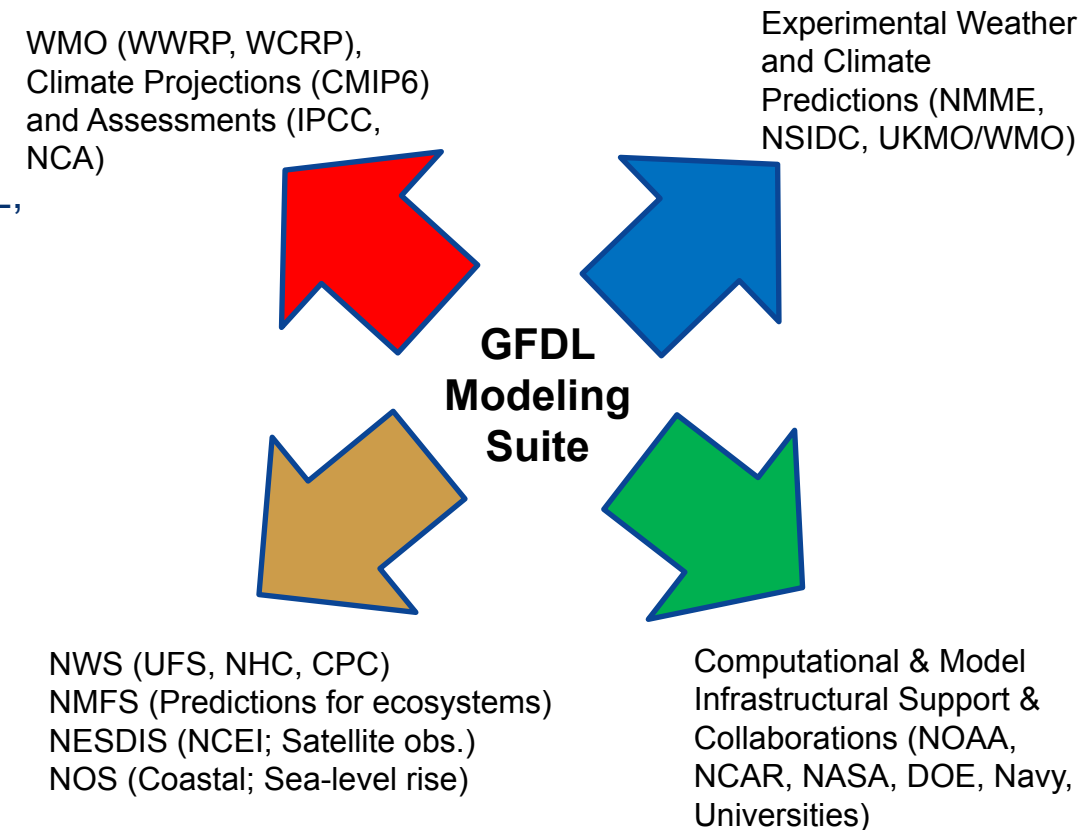 WMO (WWRP, WCRP),
Climate Projections (CMIP6)
and Assessments (IPCC,
NCA)
Experimental Weather
and Climate
Predictions (NMME,
NSIDC, UKMO/WMO)
GFDL
Modeling
Suite
NWS (UFS, NHC, CPC)
NMFS (Predictions for ecosystems)
NESDIS (NCEI; Satellite obs.)
NOS (Coastal; Sea-level rise)
Computational & Model
Infrastructural Support &
Collaborations (NOAA,
NCAR, NASA, DOE, Navy,
Universities)